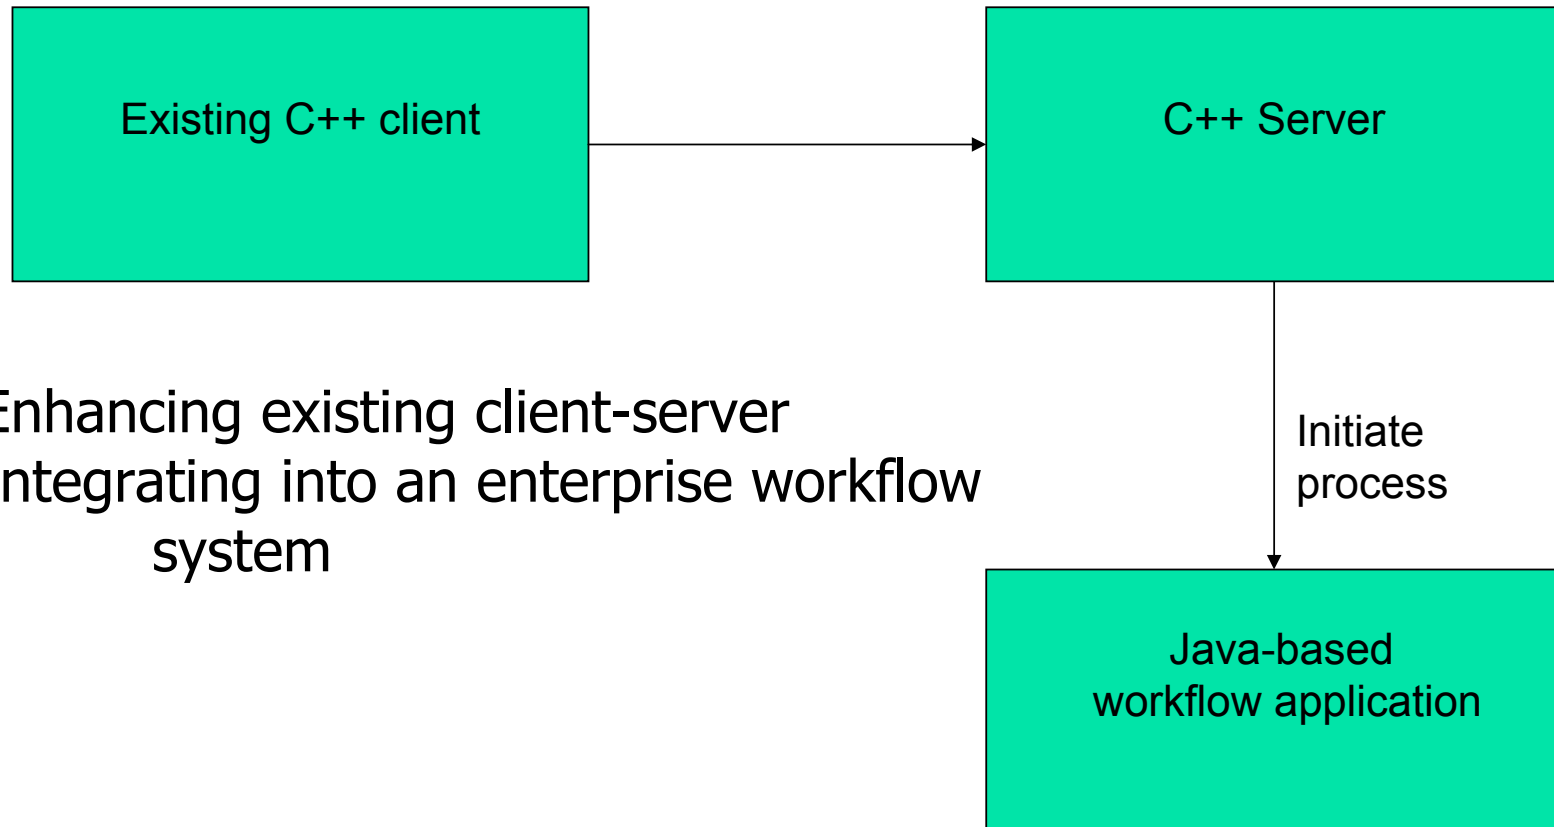 Existing C++ client
C++ Server
Enhancing existing client-server
integrating into an enterprise workflow
system
Initiate
process
Java-based
workflow application